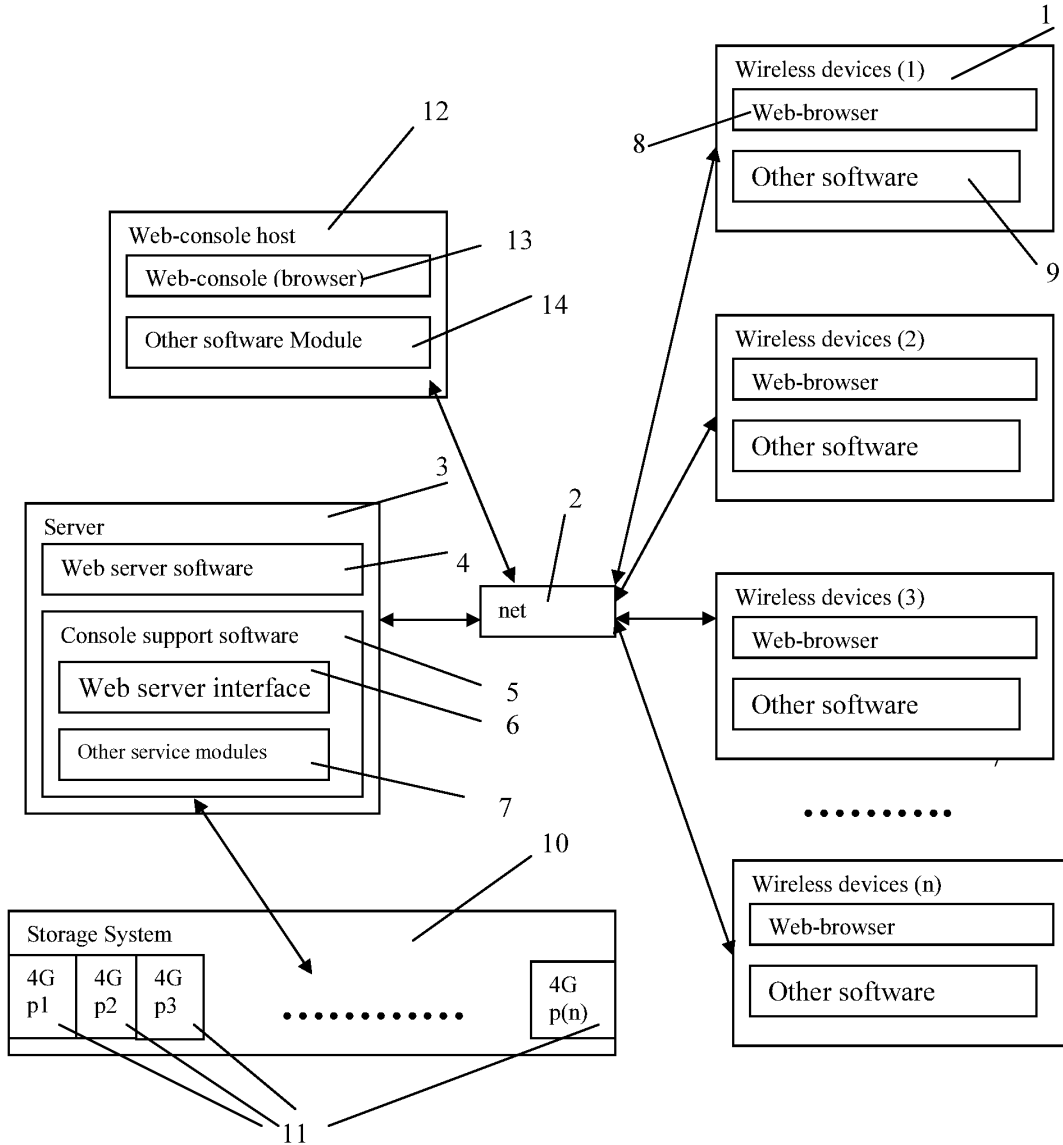 1
Wireless devices (1)
Web-browser
8
Other software
9
12
Web-console host
13
Web-console (browser)
14
Other software Module
Wireless devices (2)
Web-browser
Other software
3
Server
4
Web server software
Console support software
5
Web server interface
6
Other service modules
7
2
net
Wireless devices (3)
Web-browser
Other software
10
Storage System
4G
p1
4G
p2
4G
p3
4G
p(n)
11
Wireless devices (n)
Web-browser
Other software